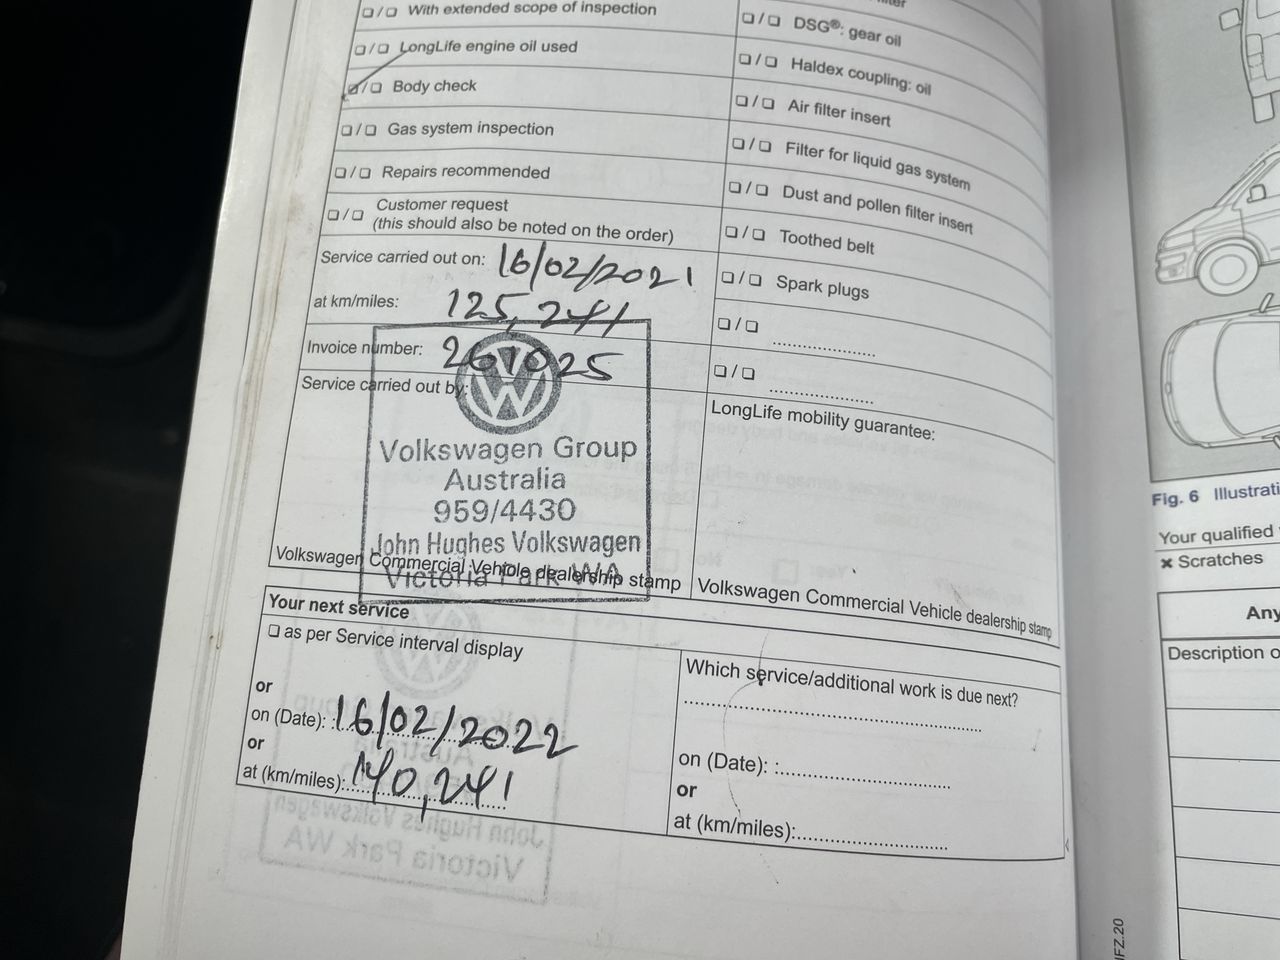 ❏/❏ With extended scope of inspection
❏/❏ LongLife engine oil used
❏/❏ Body check
❏/❏ Gas system inspection
❏/❏ Repairs recommended
❏/❏ Customer request
(this should also be noted on the order)
Service carried out on: 16/02/2021
at km/miles: 125,241
Invoice number: 261025
Service carried out by:
Volkswagen Group
Australia
959/4430
John Hughes Volkswagen
Victoria Park WA
Volkswagen Commercial Vehicle dealership stamp
❏/❏ DSG®: gear oil
❏/❏ Haldex coupling: oil
❏/❏ Air filter insert
❏/❏ Filter for liquid gas system
❏/❏ Dust and pollen filter insert
❏/❏ Toothed belt
❏/❏ Spark plugs
❏/❏ ....................
❏/❏ ....................
LongLife mobility guarantee:
Volkswagen Commercial Vehicle dealership stamp
Your next service
❏ as per Service interval display
or
on (Date): 16/02/2022
or
at (km/miles): 140,241
Which service/additional work is due next?
on (Date): :
or
at (km/miles):
Fig. 6 Illustrati
Your qualified
× Scratches
Any
Description o
IFZ.20